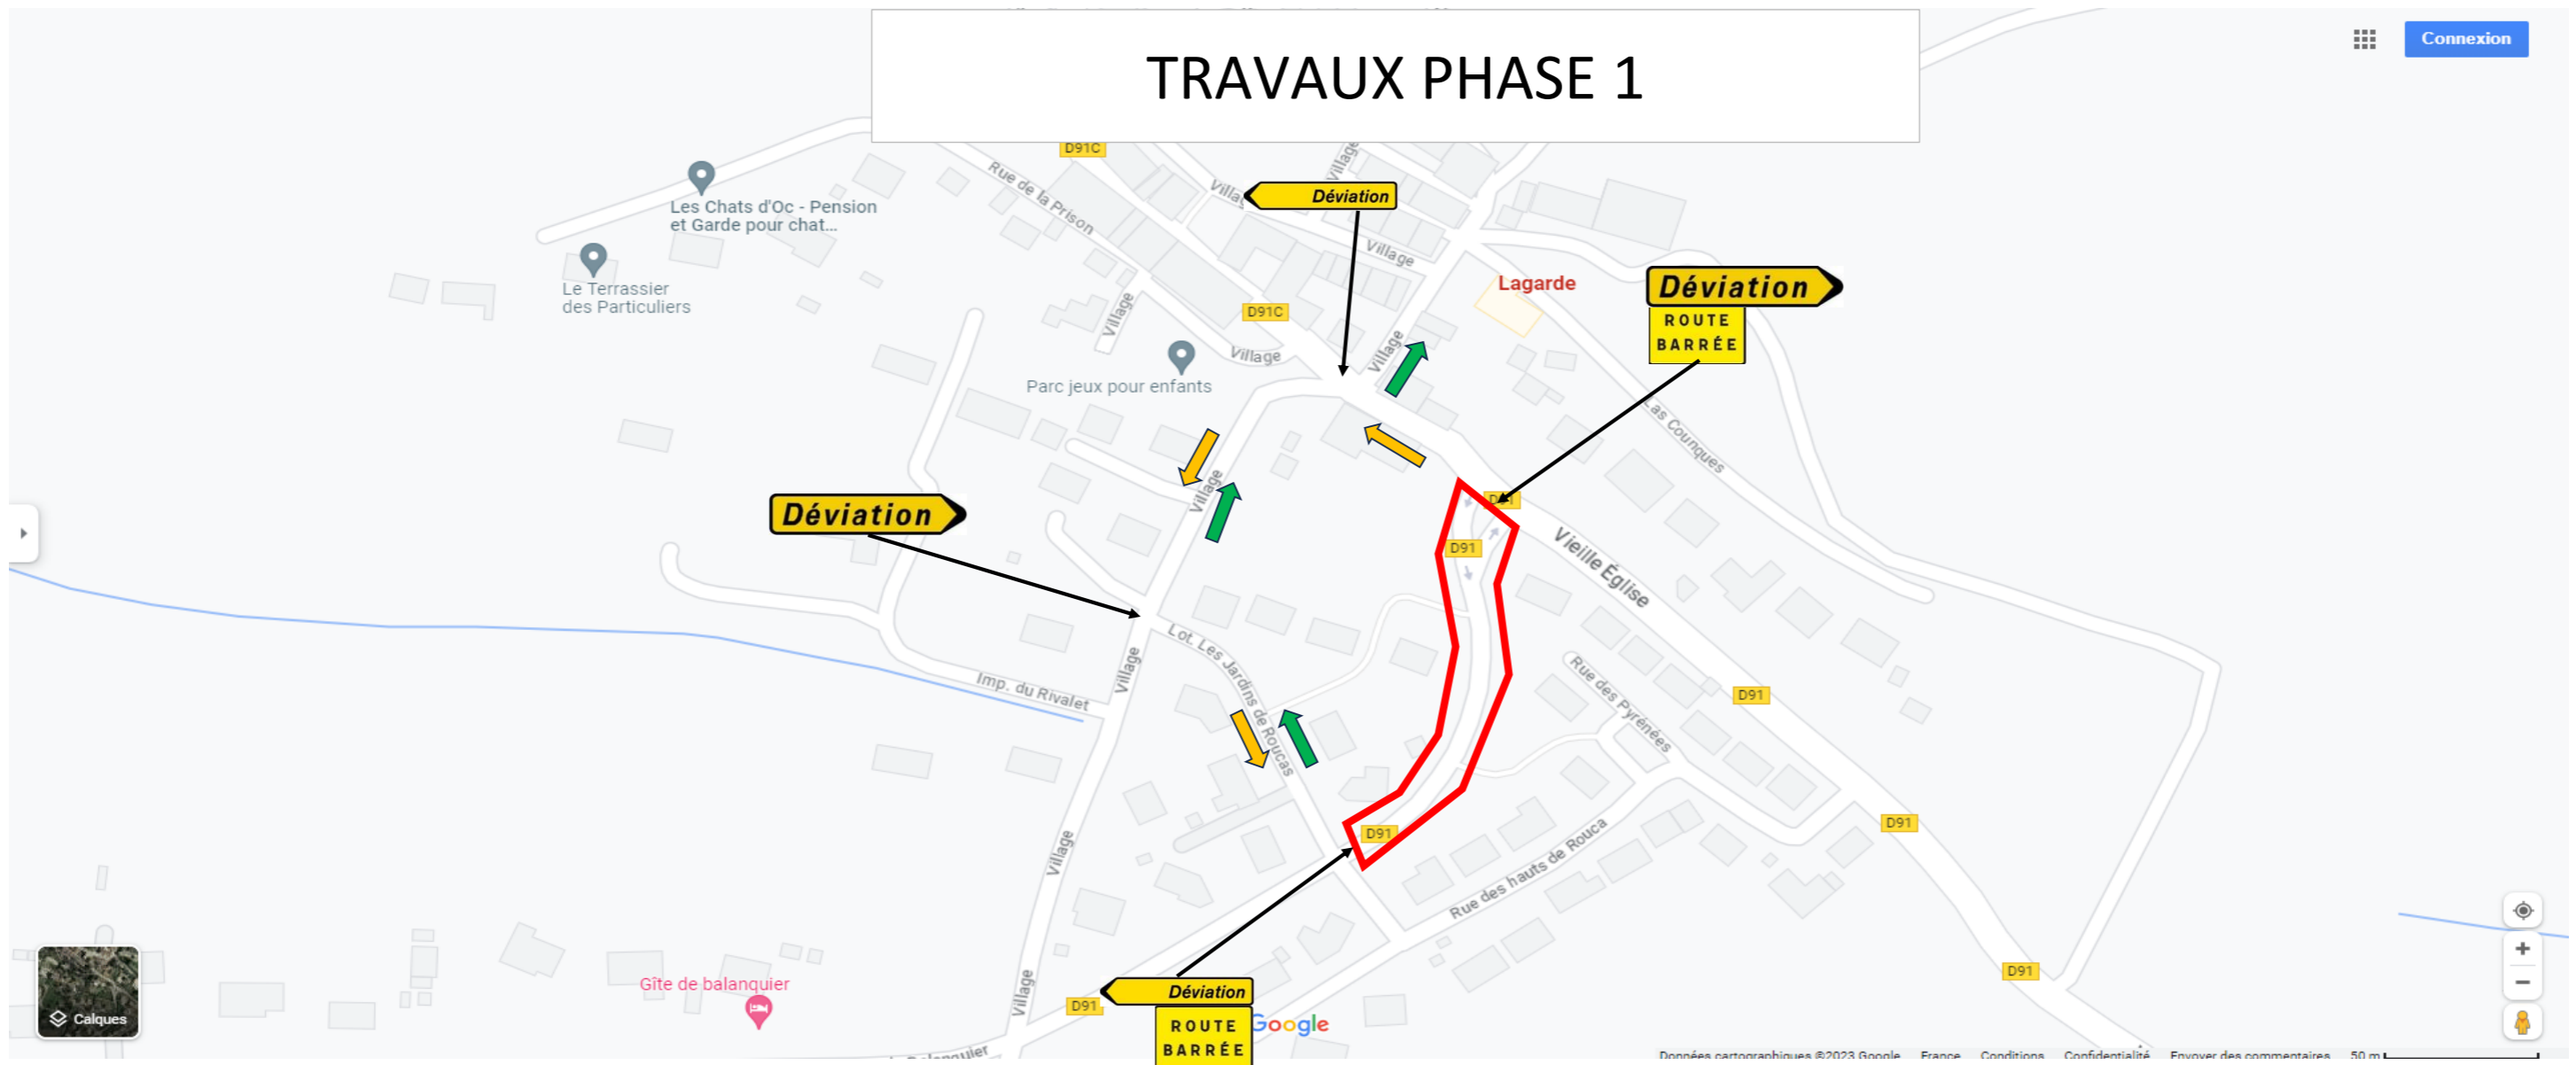 TRAVAUX PHASE 1
Connexion
D91C
Rue de la Prison
Village
Déviation
Les Chats d'Oc - Pension
et Garde pour chat...
Village
Le Terrassier
des Particuliers
Lagarde
Déviation
ROUTE
BARRÉE
D91C
Village
Village
Village
Parc jeux pour enfants
Las Counques
Village
Déviation
D91
Vieille Église
Lot. Les Jardins de Roucas
Village
Imp. du Rivalet
Rue des Pyrénées
D91
D91
D91
Village
Rue des hauts de Rouca
D91
Gîte de balanquier
Village
D91
Déviation
ROUTE
BARRÉE
Google
Calques
Données cartographiques ©2023 Google France Conditions Confidentialité Envoyer des commentaires 50 m